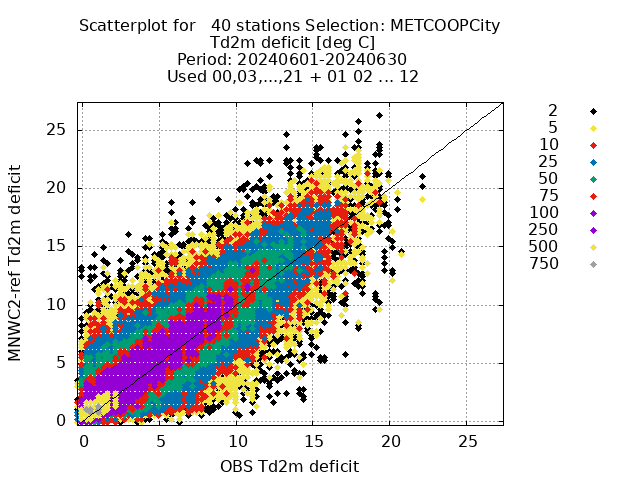 Scatterplot for 40 stations Selection: METCOOPCity
Td2m deficit [deg C]
Period: 20240601-20240630
Used 00,03,...,21 + 01 02 ... 12
MNWC2-ref Td2m deficit
25
20
15
10
5
0
0 5 10 15 20 25
OBS Td2m deficit
2
5
10
25
50
75
100
250
500
750